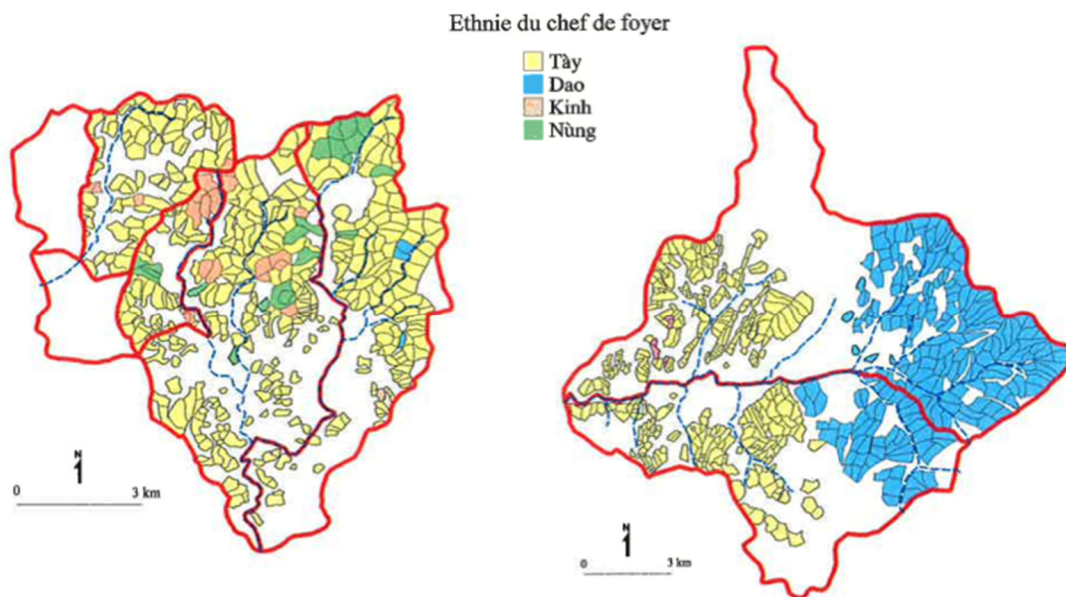 Ethnie du chef de foyer
Tày
Dao
Kinh
Nùng
N
0 3 km
N
0 3 km